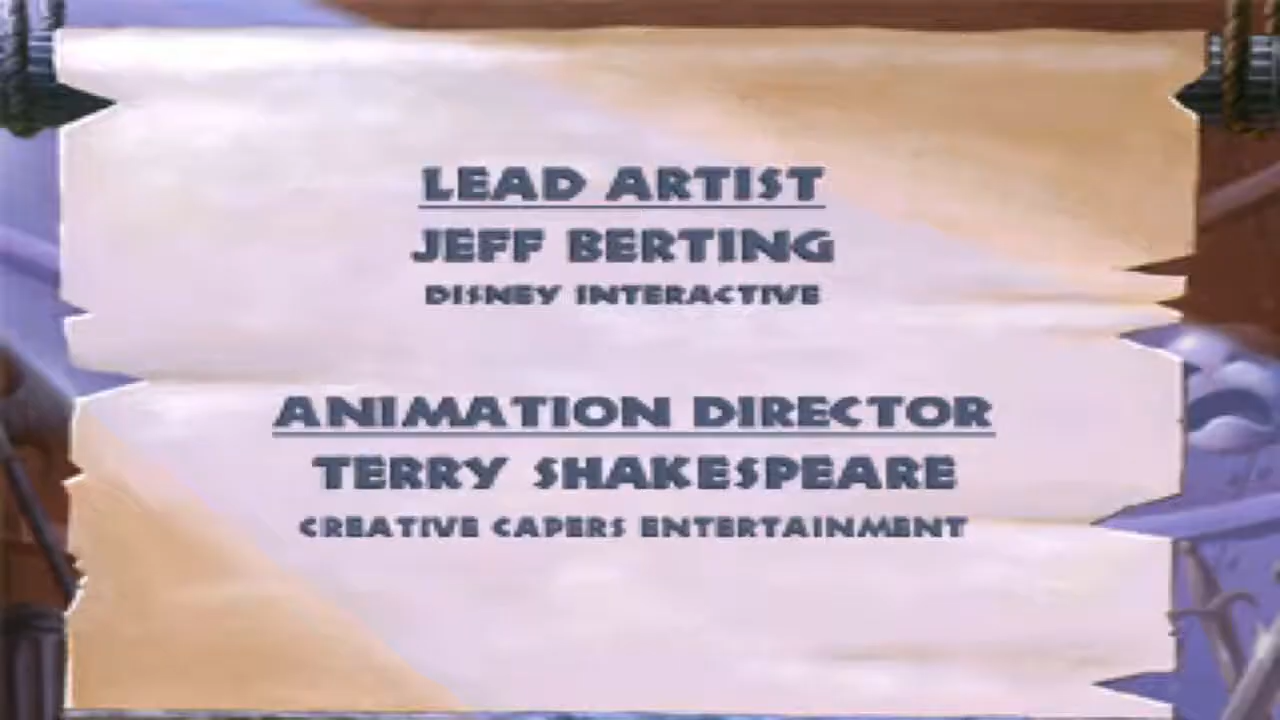 LEAD ARTIST
JEFF BERTING
DISNEY INTERACTIVE
ANIMATION DIRECTOR
TERRY SHAKESPEARE
CREATIVE CAPERS ENTERTAINMENT